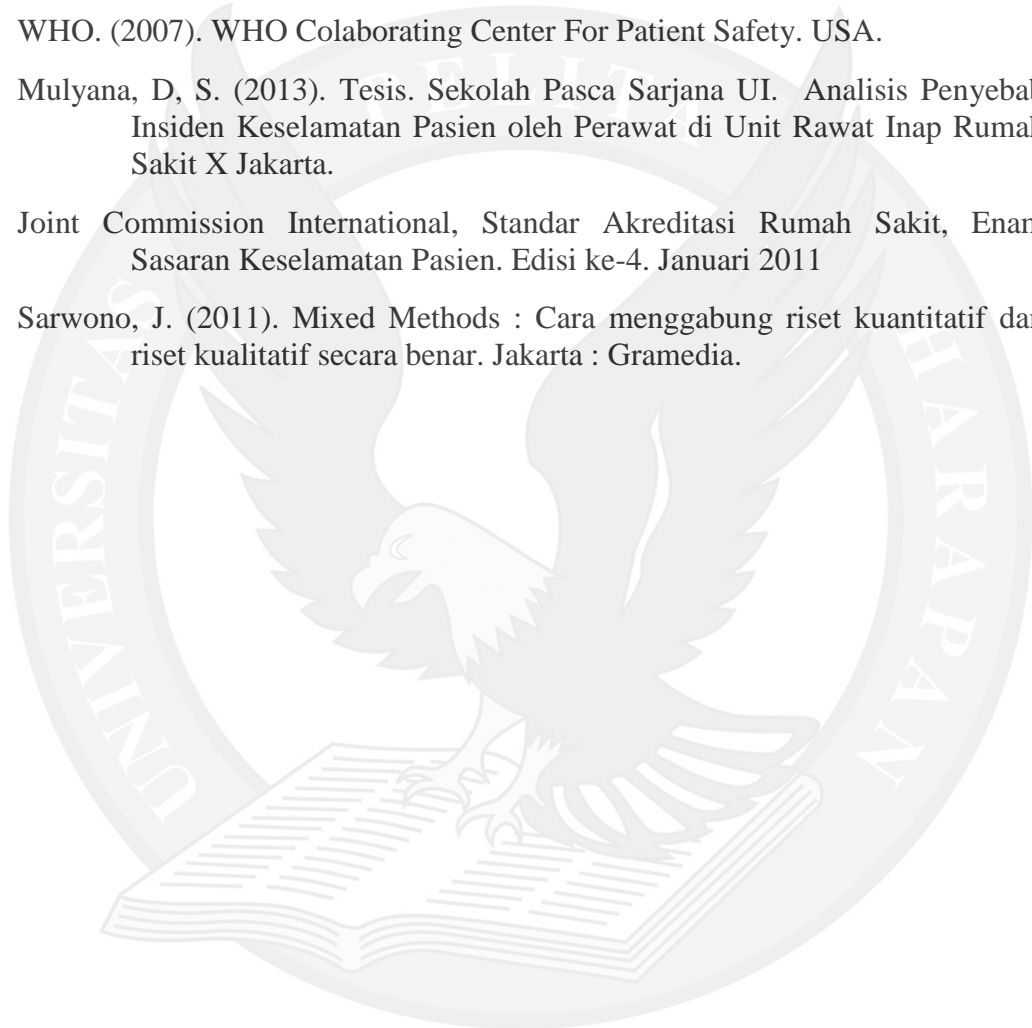 WHO. (2007). WHO Colaborating Center For Patient Safety. USA.
Mulyana, D, S. (2013). Tesis. Sekolah Pasca Sarjana UI. Analisis Penyebab
Insiden Keselamatan Pasien oleh Perawat di Unit Rawat Inap Rumah
Sakit X Jakarta.
Joint Commission International, Standar Akreditasi Rumah Sakit, Enam
Sasaran Keselamatan Pasien. Edisi ke-4. Januari 2011
Sarwono, J. (2011). Mixed Methods : Cara menggabung riset kuantitatif dan
riset kualitatif secara benar. Jakarta : Gramedia.
UNIVERSITAS PELITA HARAPAN